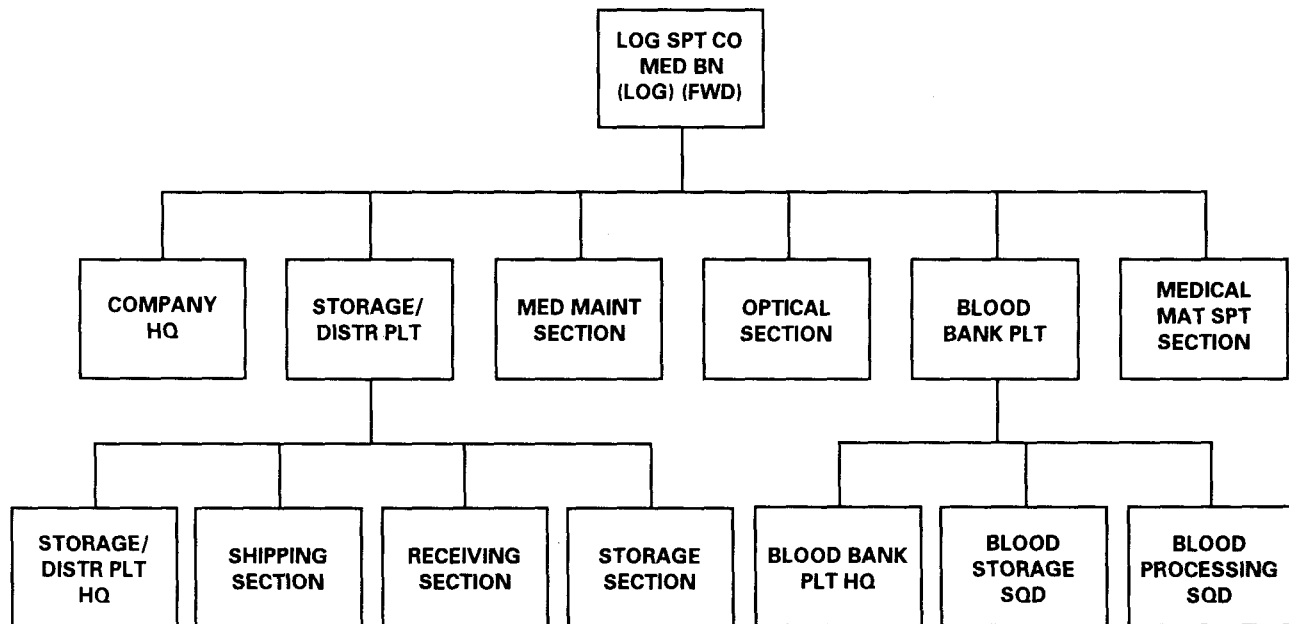 LOG SPT CO
MED BN
(LOG) (FWD)
COMPANY
HQ
STORAGE/
DISTR PLT
MED MAINT
SECTION
OPTICAL
SECTION
BLOOD
BANK PLT
MEDICAL
MAT SPT
SECTION
STORAGE/
DISTR PLT
HQ
SHIPPING
SECTION
RECEIVING
SECTION
STORAGE
SECTION
BLOOD BANK
PLT HQ
BLOOD
STORAGE
SQD
BLOOD
PROCESSING
SQD